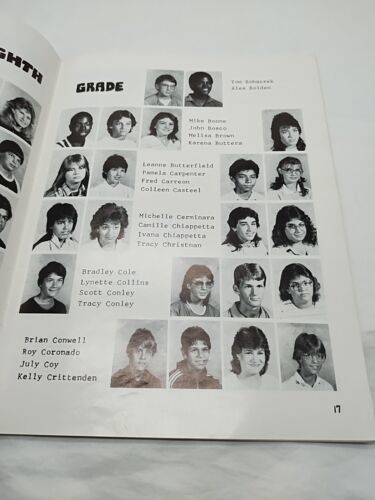 GHTH
GRADE
Tom Bohaczek
Alex Bolden
Mike Boone
John Bosco
Melisa Brown
Karena Butters
Leanne Butterfield
Pamela Carpenter
Fred Carreon
Colleen Casteel
Michelle Cerminara
Camille Chiappetta
Ivana Chiappetta
Tracy Christman
Bradley Cole
Lynette Collins
Scott Conley
Tracy Conley
Brian Conwell
Roy Coronado
July Coy
Kelly Crittenden
17